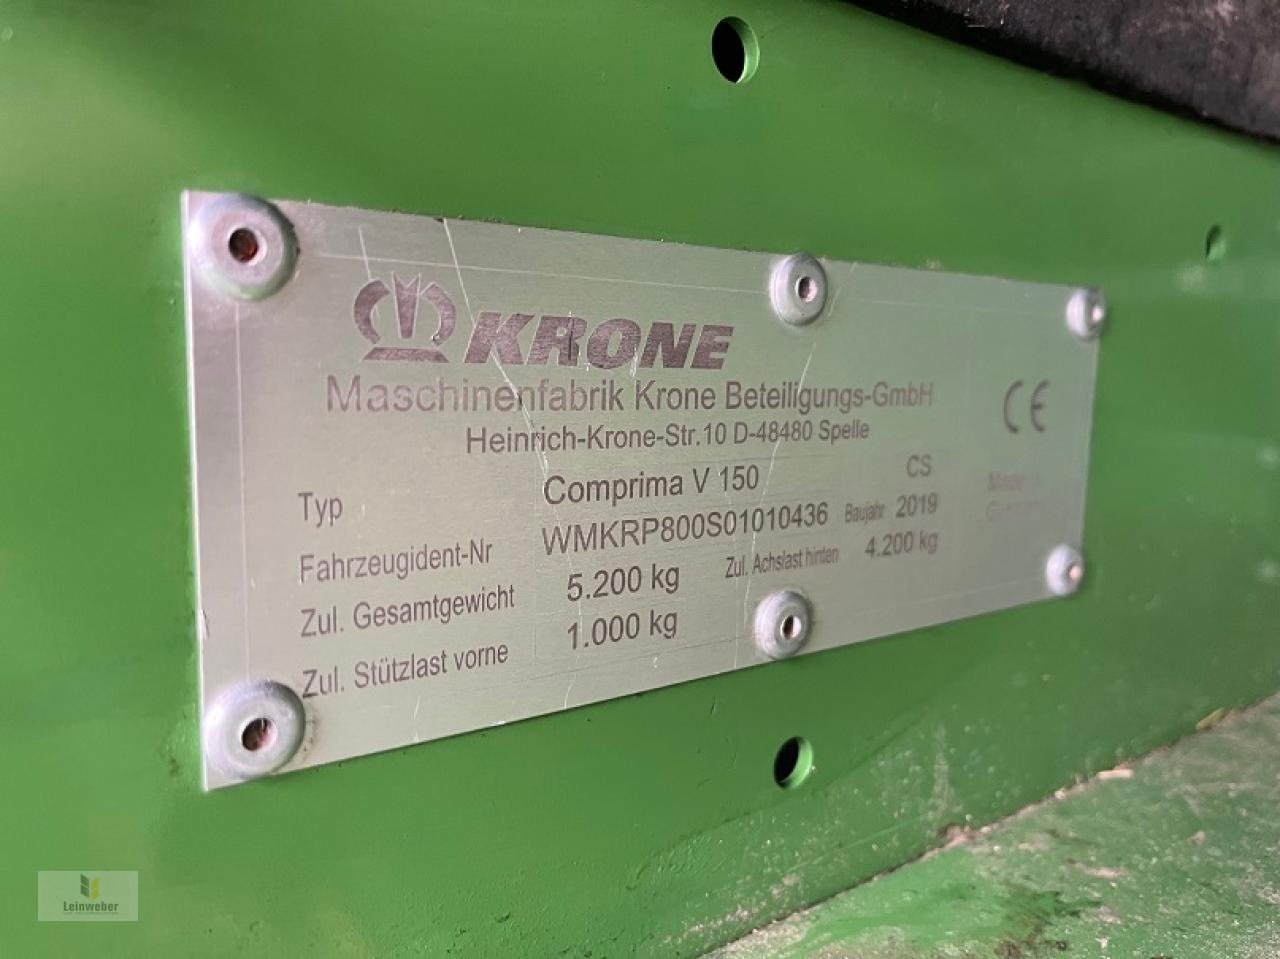 KRONE
Maschinenfabrik Krone Beteiligungs-GmbH
Heinrich-Krone-Str.10 D-48480 Spelle
CE
Typ Comprima V 150 CS
Fahrzeugident-Nr WMKRP800S01010436 Baujahr 2019
Zul. Gesamtgewicht 5.200 kg Zul. Achslast hinten 4.200 kg
Zul. Stützlast vorne 1.000 kg
Made
Leinweber